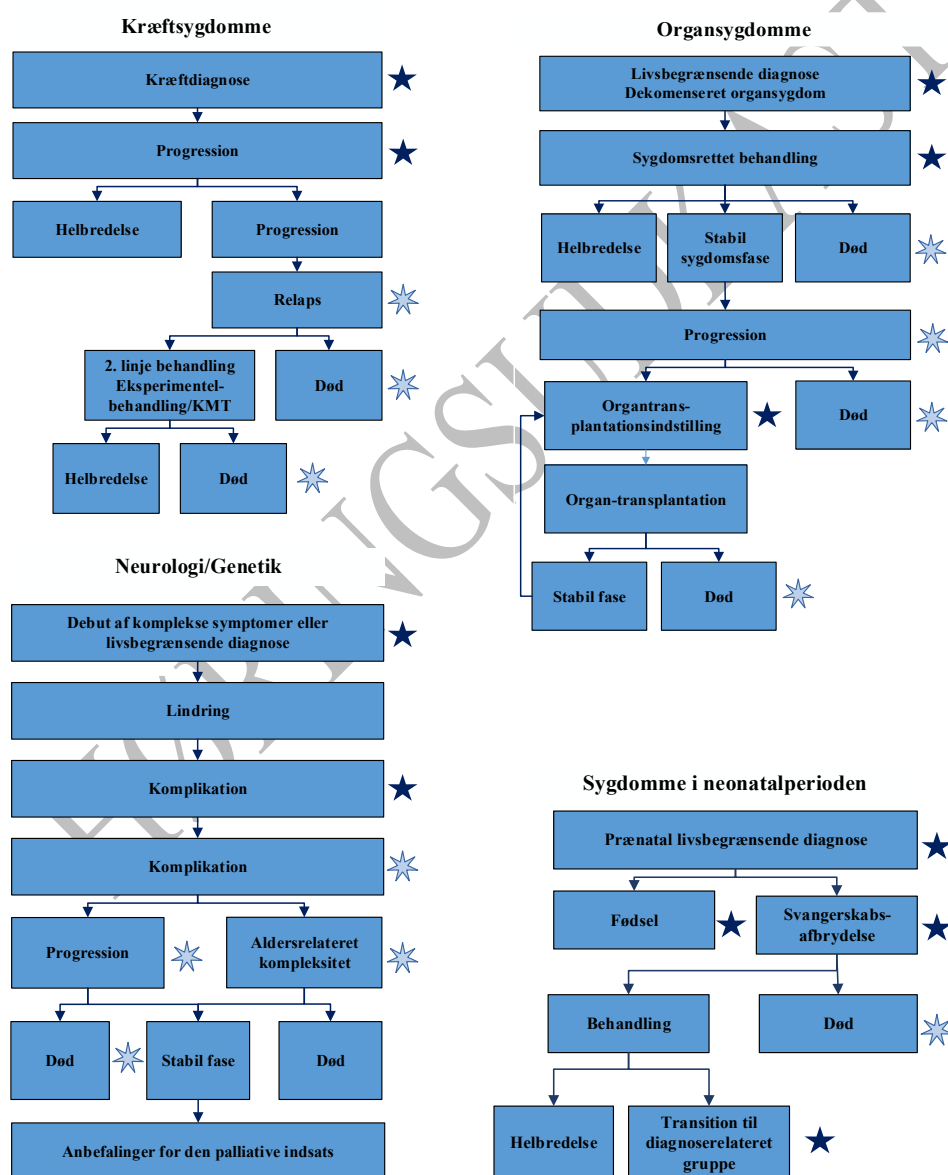 Kræftsygdomme
Kræftdiagnose
Progression
Helbredelse
Progression
Relaps
2. linje behandling
Eksperimentel-
behandling/KMT
Død
Helbredelse
Død
Organsygdomme
Livsbegrænsende diagnose
Dekomenseret organsygdom
Sygdomsrettet behandling
Helbredelse
Stabil
sygdomsfase
Død
Progression
Organtrans-
plantationsindstilling
Død
Organ-transplantation
Stabil fase
Død
Neurologi/Genetik
Debut af komplekse symptomer eller
livsbegrænsende diagnose
Lindring
Komplikation
Komplikation
Progression
Aldersrelateret
kompleksitet
Død
Stabil fase
Død
Anbefalinger for den palliative indsats
Sygdomme i neonatalperioden
Prænatal livsbegrænsende diagnose
Fødsel
Svangerskabs-
afbrydelse
Behandling
Død
Helbredelse
Transition til
diagnoserelateret
gruppe